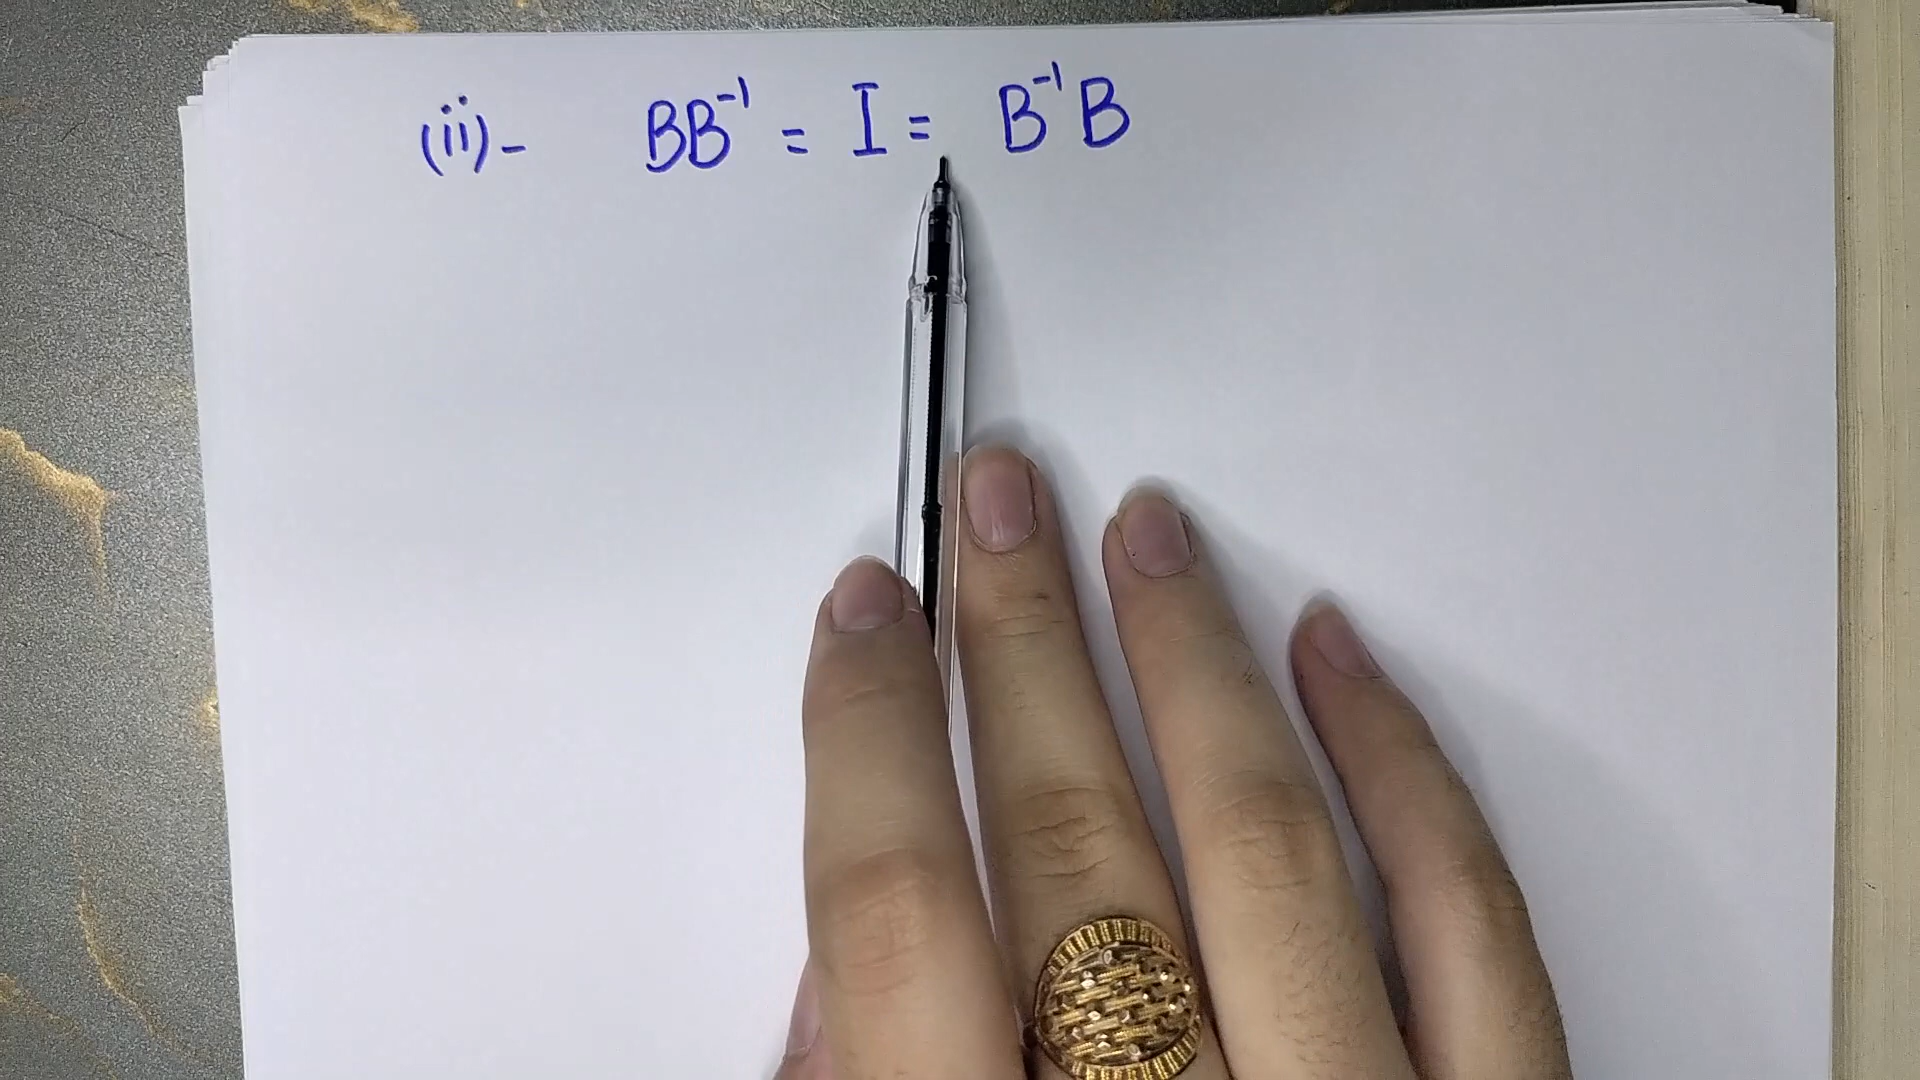 (ii)- BB⁻¹ = I = B⁻¹B